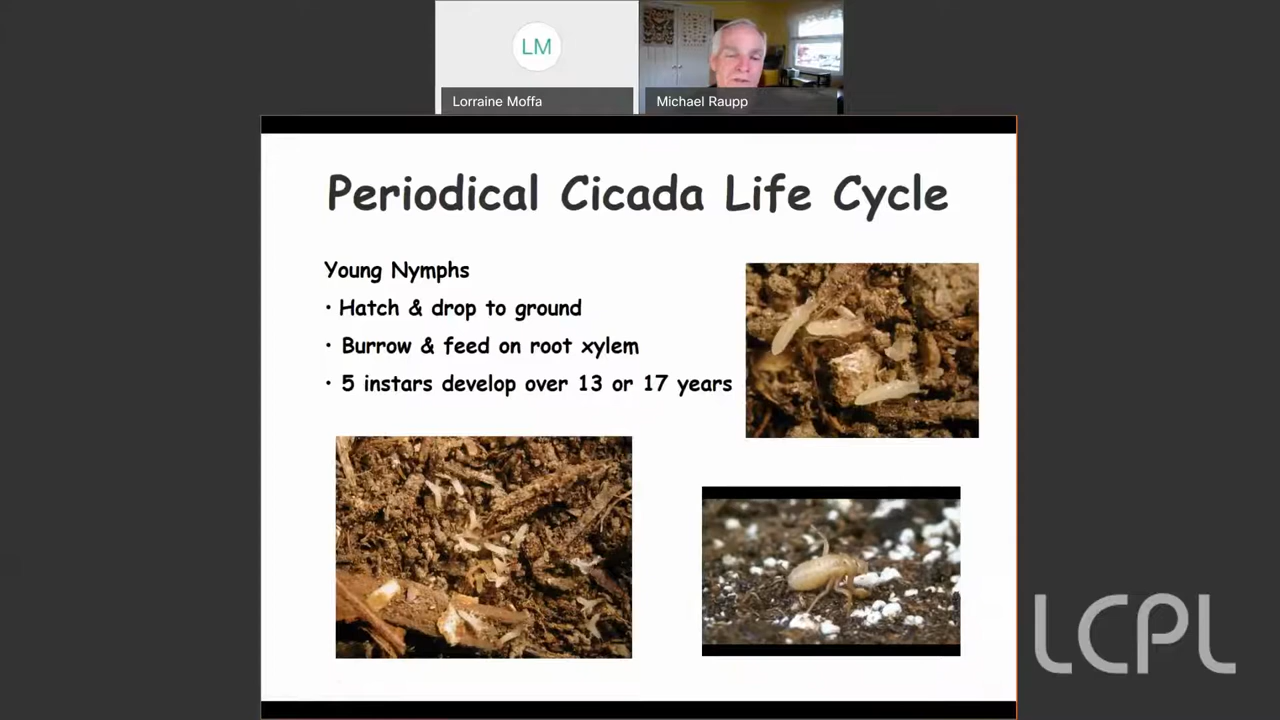 LM
Lorraine Moffa
Michael Raupp
Periodical Cicada Life Cycle
Young Nymphs
• Hatch & drop to ground
• Burrow & feed on root xylem
• 5 instars develop over 13 or 17 years
LCPL